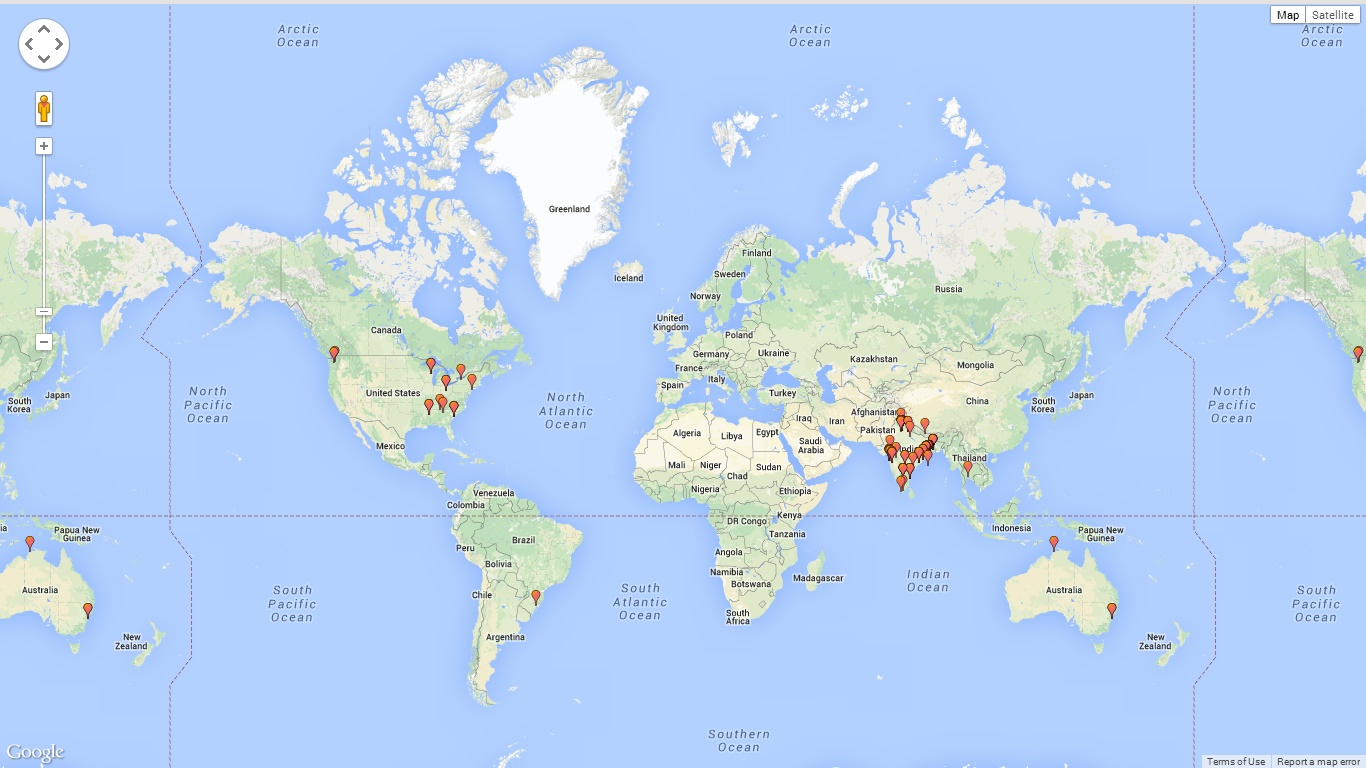 Map
Satellite
Arctic
Ocean
Arctic
Ocean
Arctic
Ocean
Greenland
Iceland
Finland
Sweden
Norway
Russia
United
Kingdom
Poland
Germany
Ukraine
France
Italy
Spain
Turkey
Kazakhstan
Mongolia
China
Canada
United States
Mexico
North
Pacific
Ocean
North
Atlantic
Ocean
North
Pacific
Ocean
South
Korea
Japan
South
Korea
Japan
Afghanistan
Pakistan
Iraq
Iran
Algeria
Libya
Egypt
Saudi
Arabia
Mali
Niger
Chad
Sudan
Nigeria
Ethiopia
India
Thailand
Venezuela
Colombia
DR Congo
Kenya
Tanzania
Indonesia
Papua New
Guinea
ia
Papua New
Guinea
Peru
Brazil
Bolivia
Angola
Namibia
Botswana
Madagascar
Chile
South
Africa
Argentina
South
Pacific
Ocean
South
Atlantic
Ocean
Indian
Ocean
Australia
Australia
South
Pacific
Ocean
New
Zealand
New
Zealand
Southern
Ocean
Google
Terms of Use
Report a map error